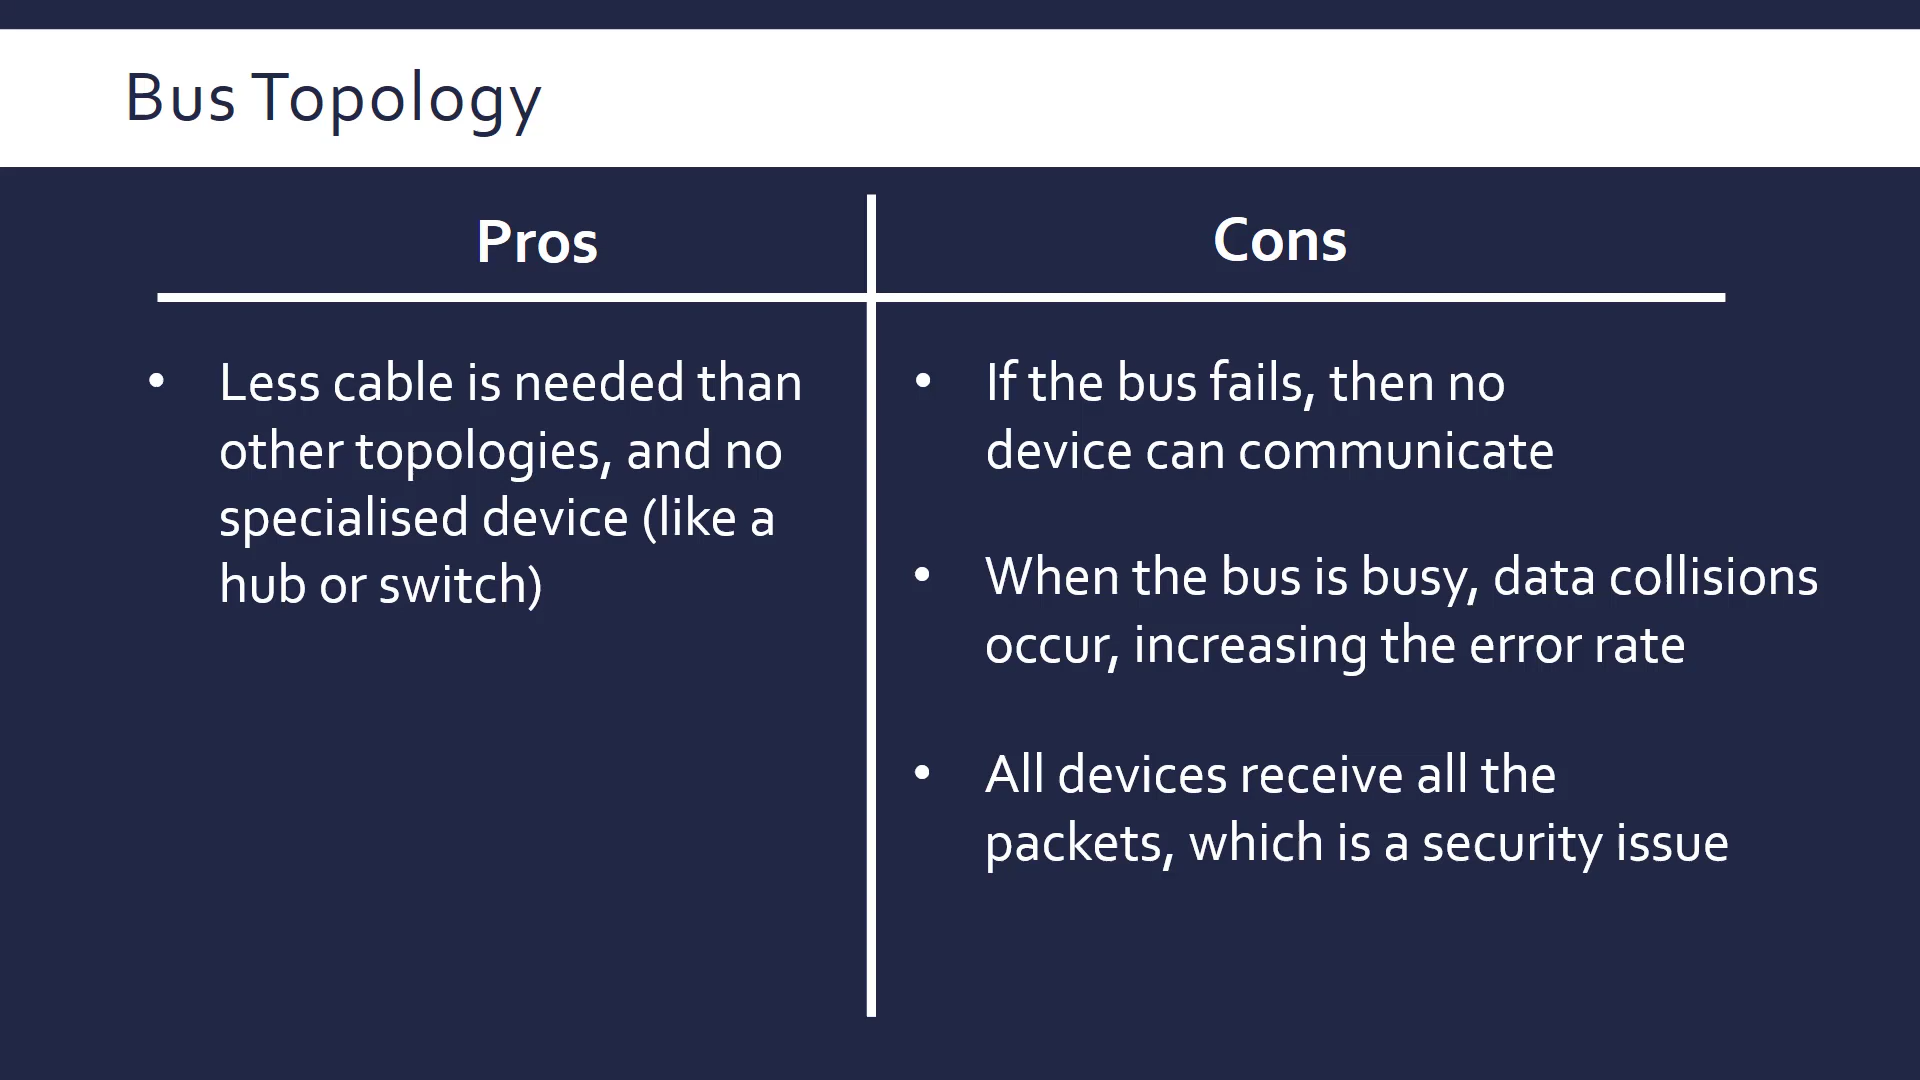 Bus Topology
Pros
Cons
• Less cable is needed than
other topologies, and no
specialised device (like a
hub or switch)
• If the bus fails, then no
device can communicate
• When the bus is busy, data collisions
occur, increasing the error rate
• All devices receive all the
packets, which is a security issue